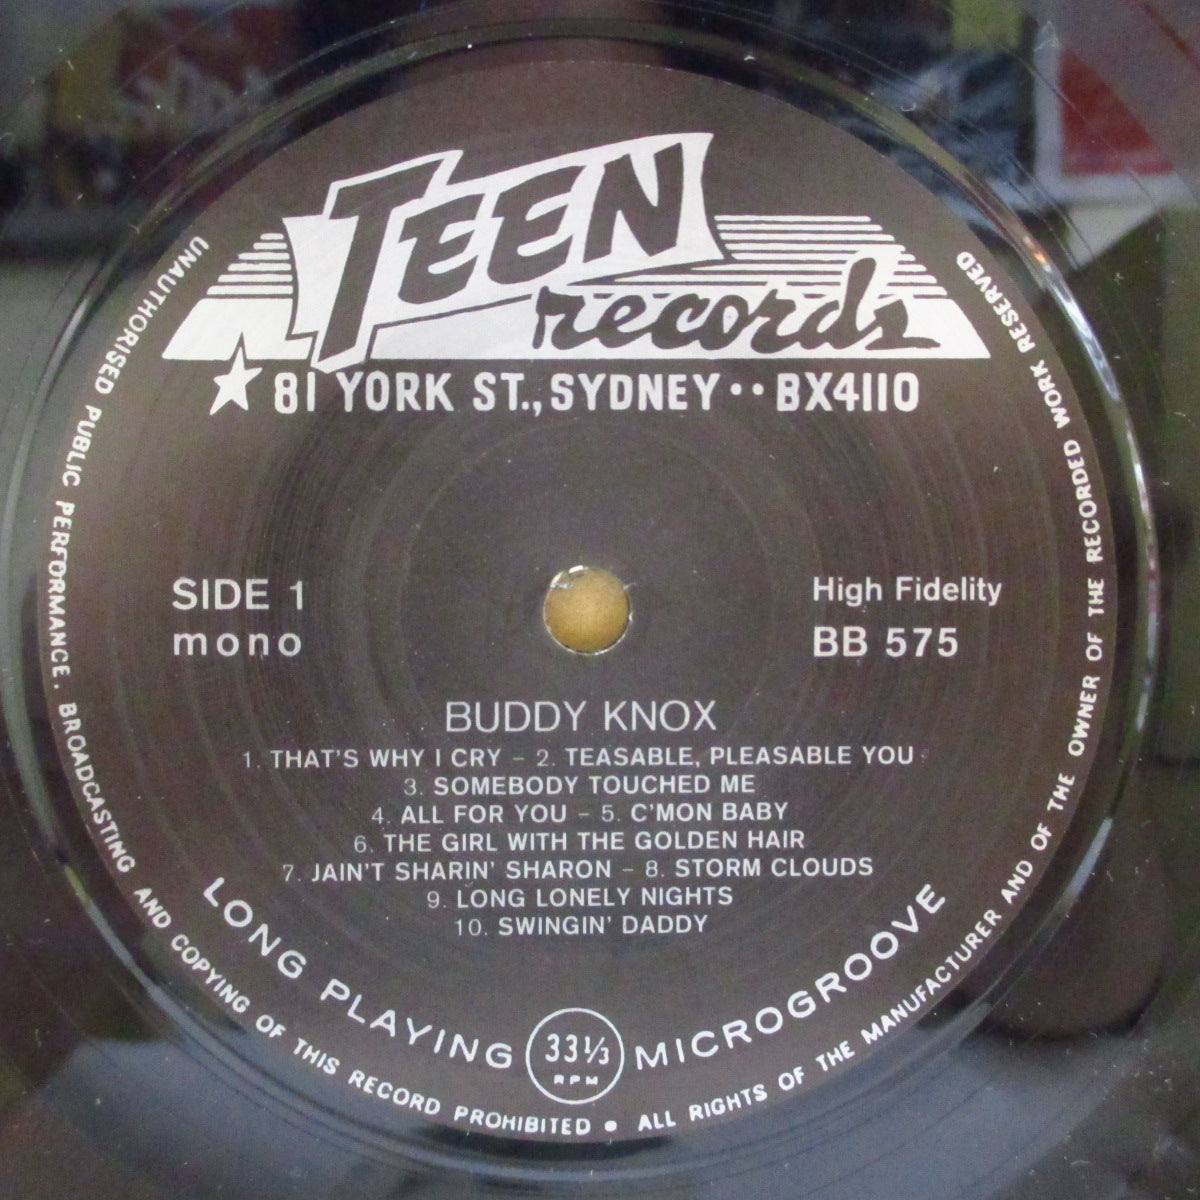 TEEN
records
★ 81 YORK ST., SYDNEY •• BX4110
SIDE 1
mono
High Fidelity
BB 575
BUDDY KNOX
1. THAT'S WHY I CRY – 2. TEASABLE, PLEASABLE YOU
3. SOMEBODY TOUCHED ME
4. ALL FOR YOU – 5. C'MON BABY
6. THE GIRL WITH THE GOLDEN HAIR
7. JAIN'T SHARIN' SHARON – 8. STORM CLOUDS
9. LONG LONELY NIGHTS
10. SWINGIN' DADDY
LONG PLAYING 33 1/3 RPM MICROGROOVE
UNAUTHORISED PUBLIC PERFORMANCE. BROADCASTING AND COPYING OF THIS RECORD PROHIBITED • ALL RIGHTS OF THE MANUFACTURER AND OF THE OWNER OF THE RECORDED WORK RESERVED